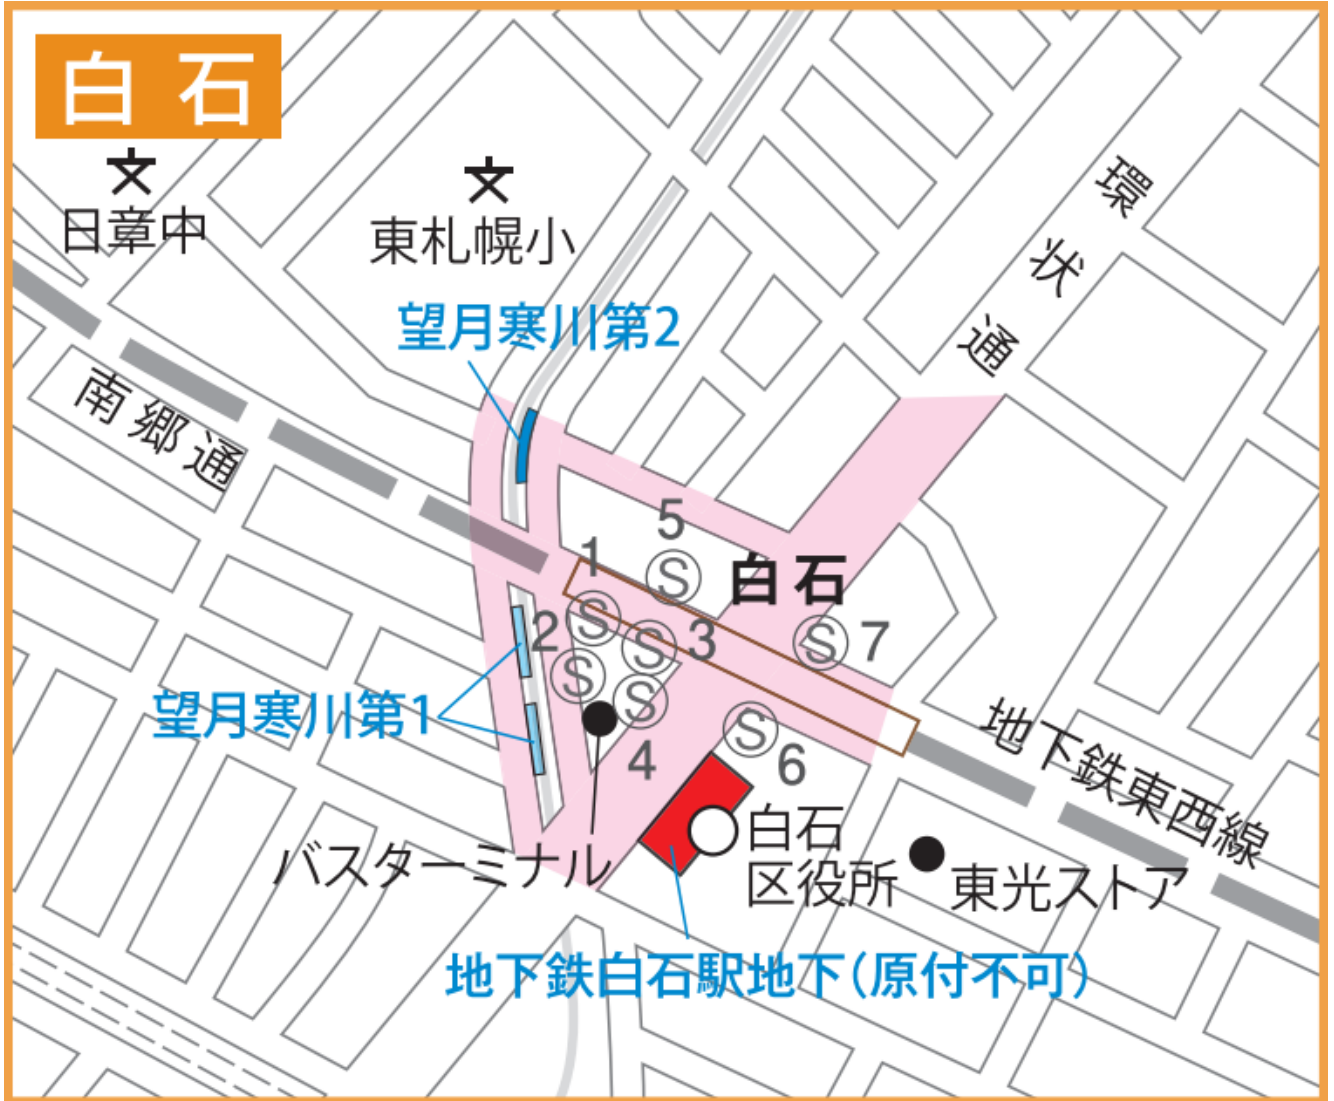 白石
日章中
東札幌小
環状通
望月寒川第2
南郷通
5
1
白石
S
S
2
S
3
S
7
S
望月寒川第1
S
S
4
6
地下鉄東西線
バスターミナル
白石
区役所
東光ストア
地下鉄白石駅地下(原付不可)